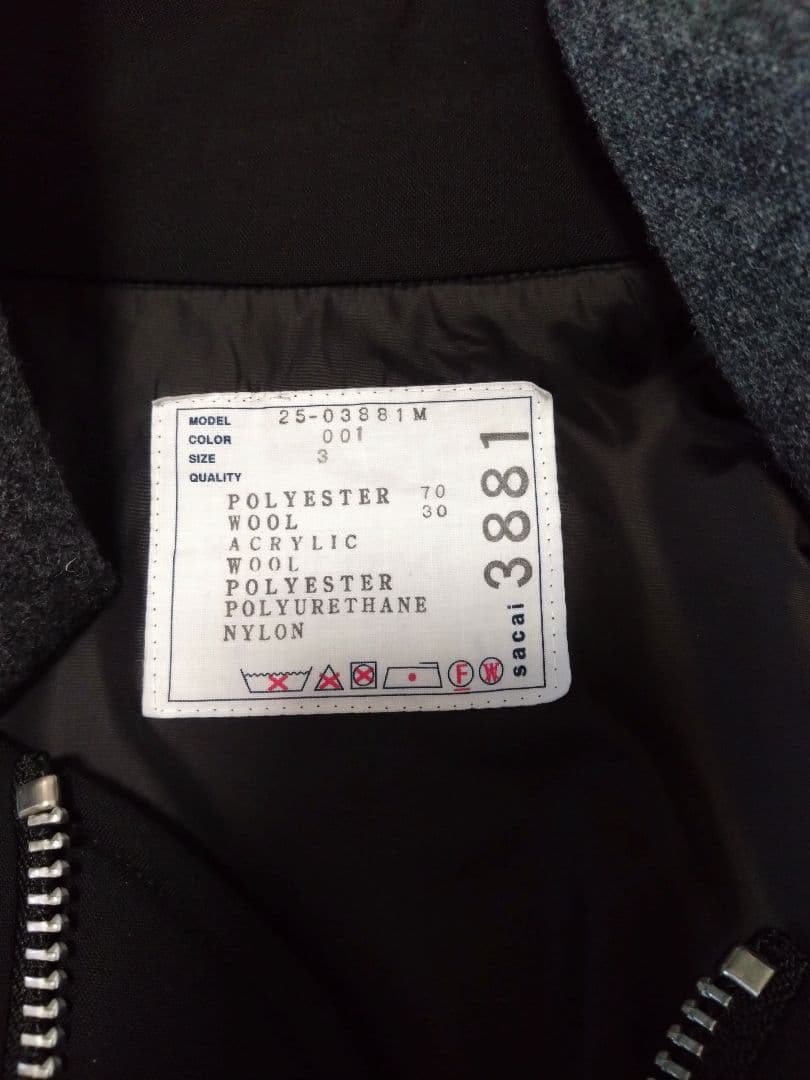 MODEL 25-03881M
COLOR 001
SIZE 3
QUALITY
POLYESTER 70
WOOL 30
ACRYLIC
WOOL
POLYESTER
POLYURETHANE
NYLON
F W
sacai 3881